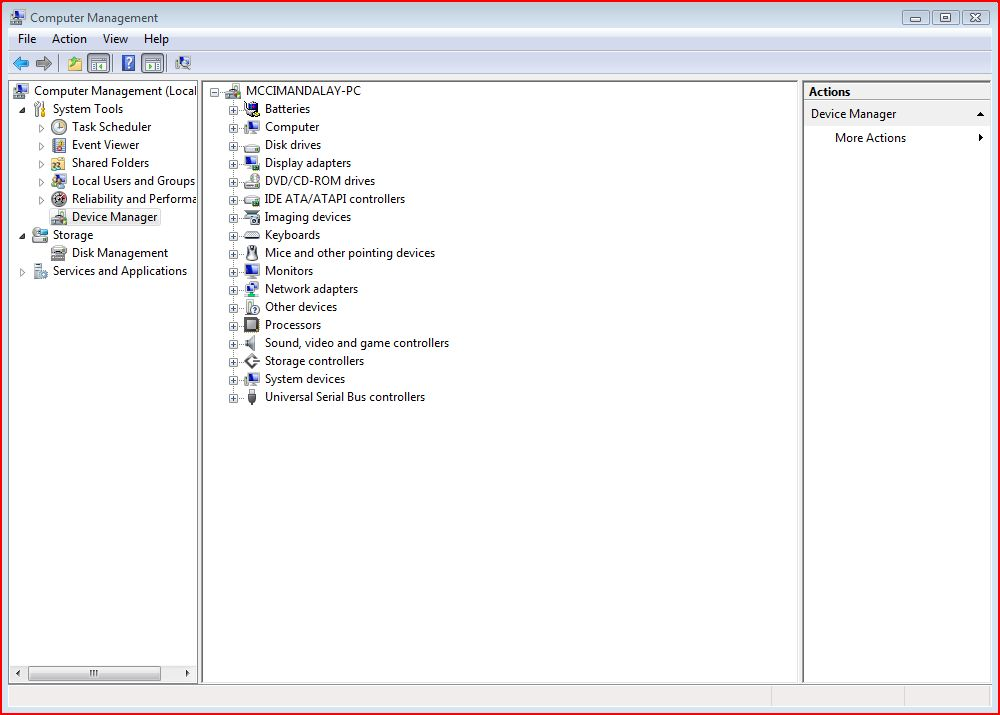 Computer Management
File Action View Help
Computer Management (Local
System Tools
Task Scheduler
Event Viewer
Shared Folders
Local Users and Groups
Reliability and Performa
Device Manager
Storage
Disk Management
Services and Applications
MCCIMANDALAY-PC
Batteries
Computer
Disk drives
Display adapters
DVD/CD-ROM drives
IDE ATA/ATAPI controllers
Imaging devices
Keyboards
Mice and other pointing devices
Monitors
Network adapters
Other devices
Processors
Sound, video and game controllers
Storage controllers
System devices
Universal Serial Bus controllers
Actions
Device Manager
More Actions